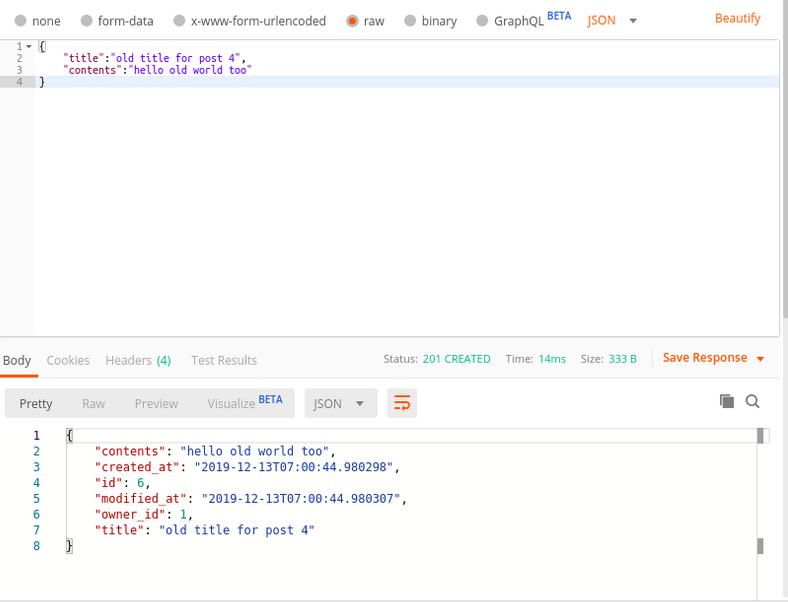 none form-data x-www-form-urlencoded raw binary GraphQL BETA JSON Beautify
1 {
2 "title":"old title for post 4",
3 "contents":"hello old world too"
4 }
Body Cookies Headers (4) Test Results Status: 201 CREATED Time: 14ms Size: 333 B Save Response
Pretty Raw Preview Visualize BETA JSON
1 {
2 "contents": "hello old world too",
3 "created_at": "2019-12-13T07:00:44.980298",
4 "id": 6,
5 "modified_at": "2019-12-13T07:00:44.980307",
6 "owner_id": 1,
7 "title": "old title for post 4"
8 }